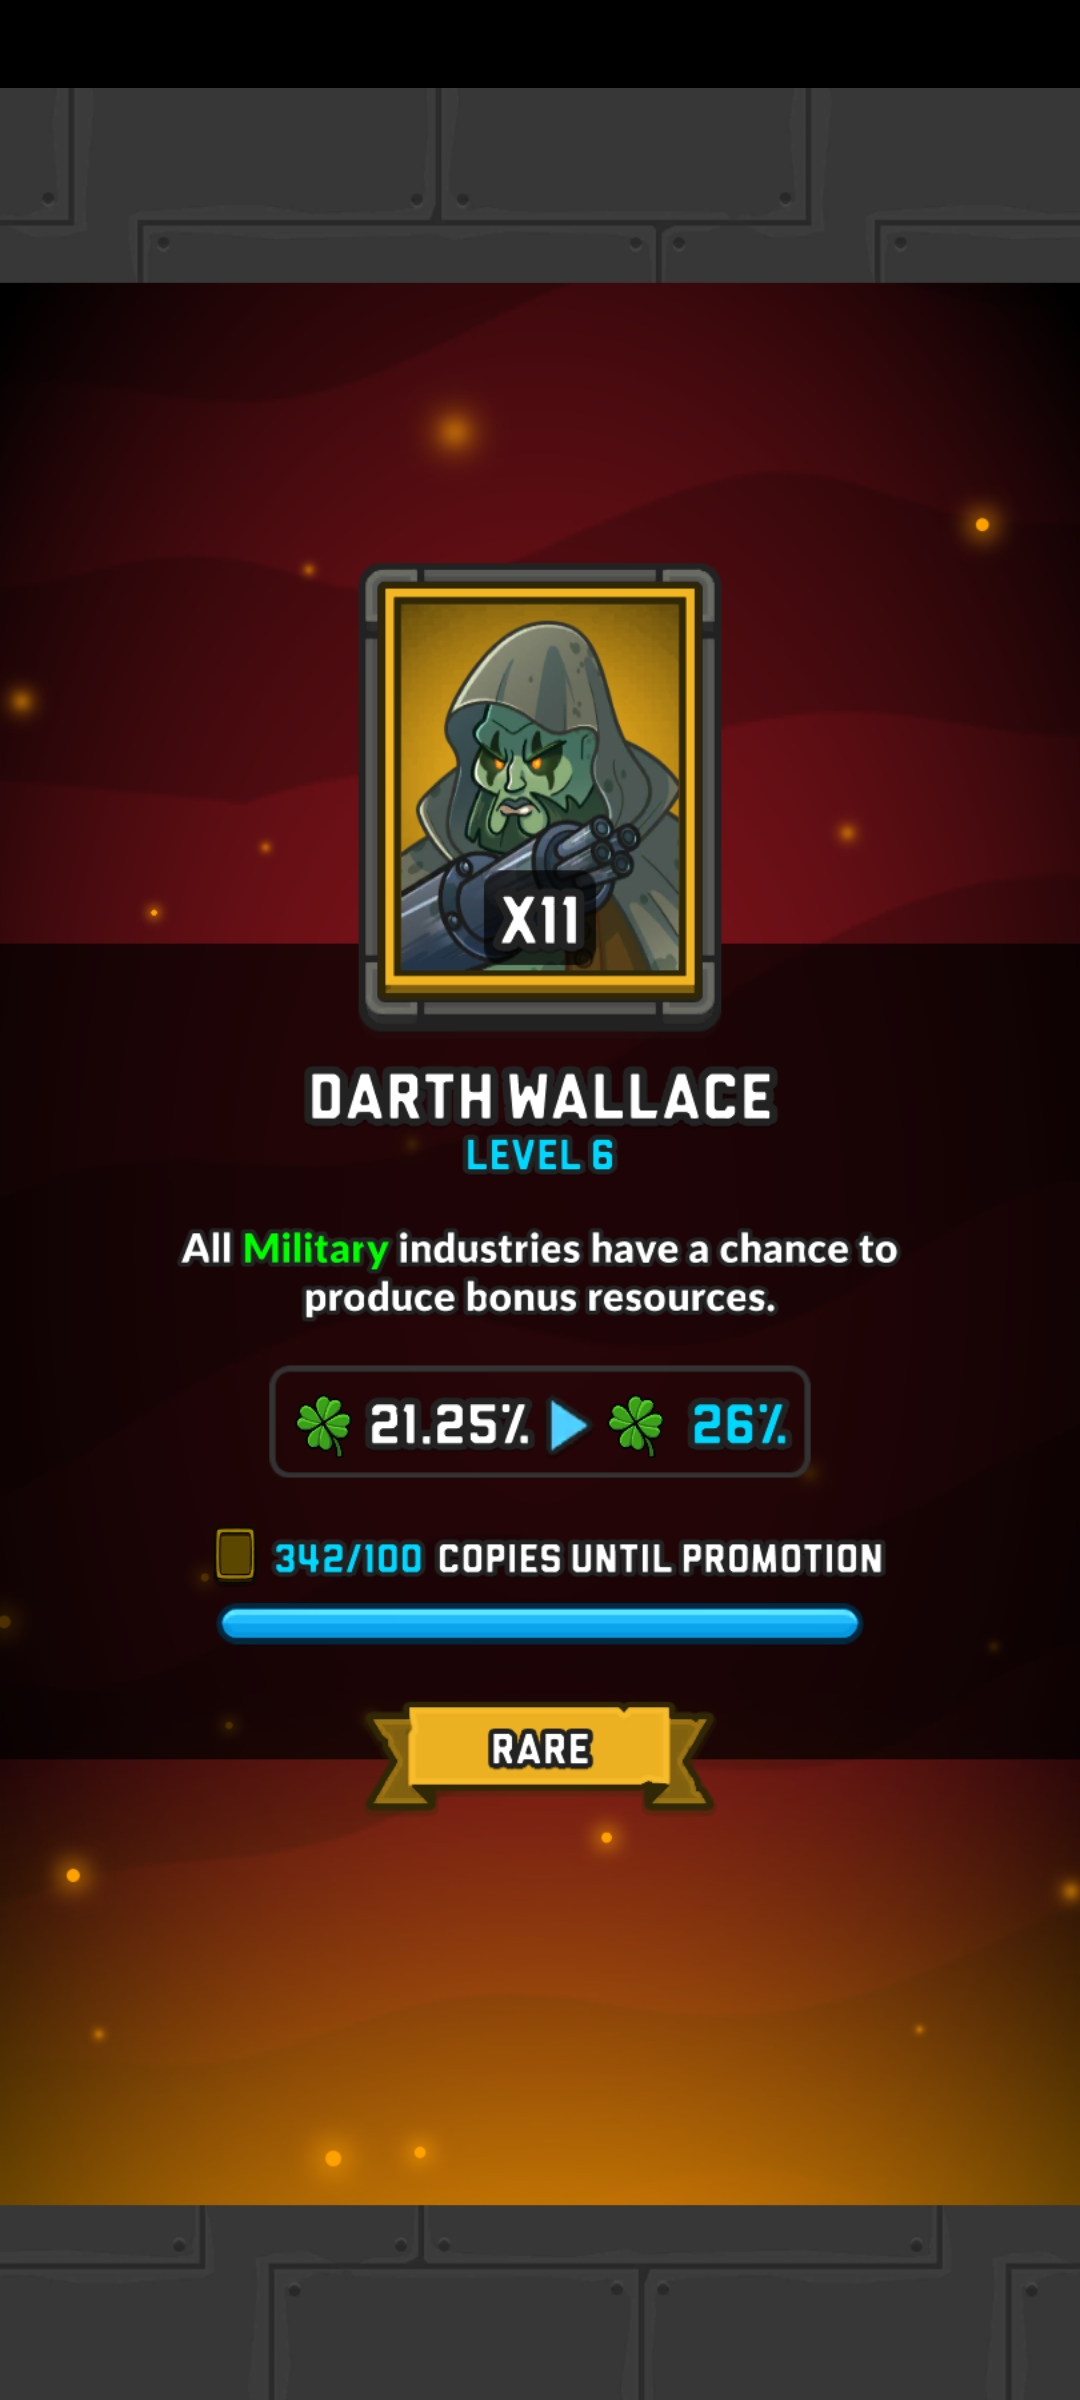 X11
DARTH WALLACE
LEVEL 6
All Military industries have a chance to
produce bonus resources.
21.25% 26%
342/100 COPIES UNTIL PROMOTION
RARE